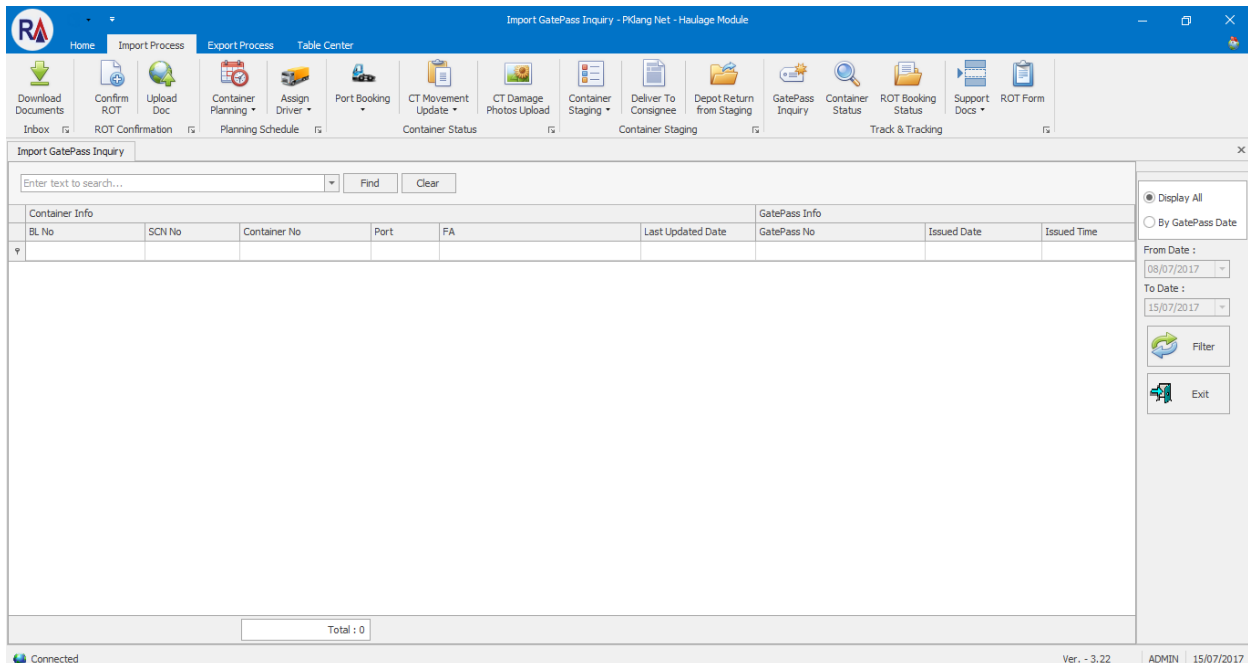 RA
Import GatePass Inquiry - PKlang Net - Haulage Module
Home Import Process Export Process Table Center
Download Documents
Confirm ROT
Upload Doc
Container Planning
Assign Driver
Port Booking
CT Movement Update
CT Damage Photos Upload
Container Staging
Deliver To Consignee
Depot Return from Staging
GatePass Inquiry
Container Status
ROT Booking Status
Support Docs
ROT Form
Inbox ROT Confirmation Planning Schedule Container Status Container Staging Track & Tracking
Import GatePass Inquiry
Enter text to search... Find Clear
Container Info GatePass Info
BL No SCN No Container No Port FA Last Updated Date GatePass No Issued Date Issued Time
Display All
By GatePass Date
From Date :
08/07/2017
To Date :
15/07/2017
Filter
Exit
Total : 0
Connected Ver. - 3.22 ADMIN 15/07/2017